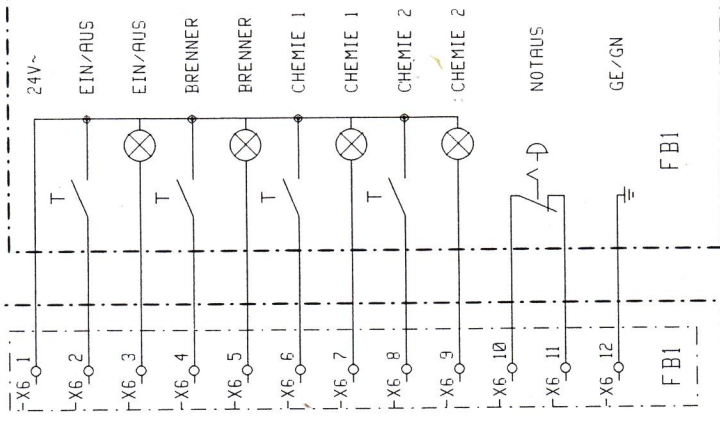 24V~
EIN/AUS
EIN/AUS
BRENNER
BRENNER
CHEMIE 1
CHEMIE 1
CHEMIE 2
CHEMIE 2
NOTAUS
GE/GN
FB1
T
T
T
T
-X6 1
-X6 2
-X6 3
-X6 4
-X6 5
-X6 6
-X6 7
-X6 8
-X6 9
-X6 10
-X6 11
-X6 12
FB1